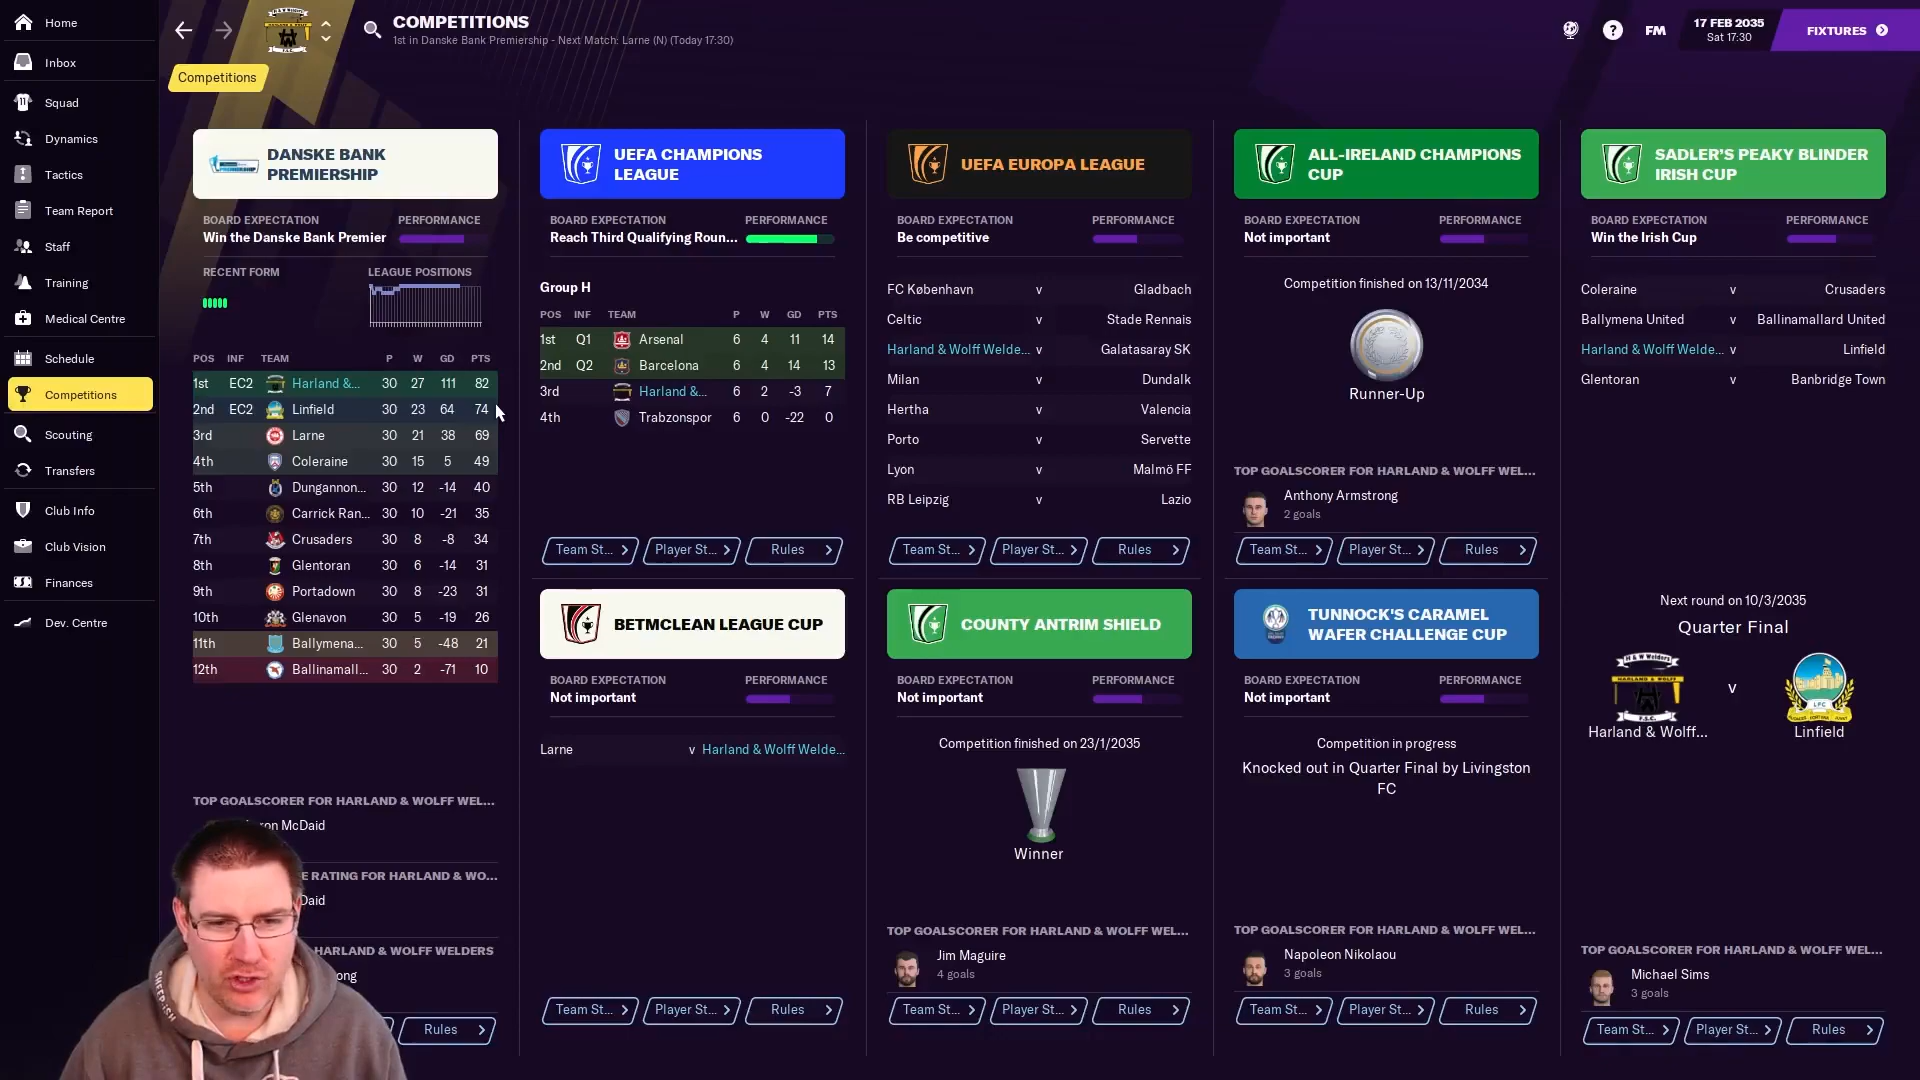 Home
Inbox
Squad
Dynamics
Tactics
Team Report
Staff
Training
Medical Centre
Schedule
Competitions
Scouting
Transfers
Club Info
Club Vision
Finances
Dev. Centre
COMPETITIONS
1st in Danske Bank Premiership - Next Match: Larne (N) (Today 17:30)
FM
17 FEB 2035
Sat 17:30
FIXTURES
Competitions
DANSKE BANK
PREMIERSHIP
BOARD EXPECTATION PERFORMANCE
Win the Danske Bank Premier
RECENT FORM LEAGUE POSITIONS
POS INF TEAM P W GD PTS
1st EC2 Harland &... 30 27 111 82
2nd EC2 Linfield 30 23 64 74
3rd Larne 30 21 38 69
4th Coleraine 30 15 5 49
5th Dungannon... 30 12 -14 40
6th Carrick Ran... 30 10 -21 35
7th Crusaders 30 8 -8 34
8th Glentoran 30 6 -14 31
9th Portadown 30 8 -23 31
10th Glenavon 30 5 -19 26
11th Ballymena... 30 5 -48 21
12th Ballinamall... 30 2 -71 10
TOP GOALSCORER FOR HARLAND & WOLFF WEL...
McDaid
RATING FOR HARLAND & WO...
Daid
HARLAND & WOLFF WELDERS
ong
Rules
UEFA CHAMPIONS
LEAGUE
BOARD EXPECTATION PERFORMANCE
Reach Third Qualifying Roun...
Group H
POS INF TEAM P W GD PTS
1st Q1 Arsenal 6 4 11 14
2nd Q2 Barcelona 6 4 14 13
3rd Harland &... 6 2 -3 7
4th Trabzonspor 6 0 -22 0
Team St... Player St... Rules
UEFA EUROPA LEAGUE
BOARD EXPECTATION PERFORMANCE
Be competitive
FC København v Gladbach
Celtic v Stade Rennais
Harland & Wolff Welde... v Galatasaray SK
Milan v Dundalk
Hertha v Valencia
Porto v Servette
Lyon v Malmö FF
RB Leipzig v Lazio
Team St... Player St... Rules
ALL-IRELAND CHAMPIONS
CUP
BOARD EXPECTATION PERFORMANCE
Not important
Competition finished on 13/11/2034
Runner-Up
TOP GOALSCORER FOR HARLAND & WOLFF WEL...
Anthony Armstrong
2 goals
Team St... Player St... Rules
SADLER'S PEAKY BLINDER
IRISH CUP
BOARD EXPECTATION PERFORMANCE
Win the Irish Cup
Coleraine v Crusaders
Ballymena United v Ballinamallard United
Harland & Wolff Welde... v Linfield
Glentoran v Banbridge Town
Next round on 10/3/2035
Quarter Final
v
Harland & Wolff... Linfield
TOP GOALSCORER FOR HARLAND & WOLFF WEL...
Michael Sims
3 goals
Team St... Player St... Rules
BETMCLEAN LEAGUE CUP
BOARD EXPECTATION PERFORMANCE
Not important
Larne v Harland & Wolff Welde...
Team St... Player St... Rules
COUNTY ANTRIM SHIELD
BOARD EXPECTATION PERFORMANCE
Not important
Competition finished on 23/1/2035
Winner
TOP GOALSCORER FOR HARLAND & WOLFF WEL...
Jim Maguire
4 goals
Team St... Player St... Rules
TUNNOCK'S CARAMEL
WAFER CHALLENGE CUP
BOARD EXPECTATION PERFORMANCE
Not important
Competition in progress
Knocked out in Quarter Final by Livingston
FC
TOP GOALSCORER FOR HARLAND & WOLFF WEL...
Napoleon Nikolaou
3 goals
Team St... Player St... Rules